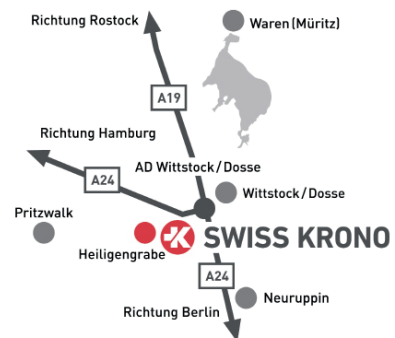 Richtung Rostock
Waren (Müritz)
A19
Richtung Hamburg
AD Wittstock/Dosse
A24
Wittstock/Dosse
Pritzwalk
Heiligengrabe
K SWISS KRONO
A24
Neuruppin
Richtung Berlin